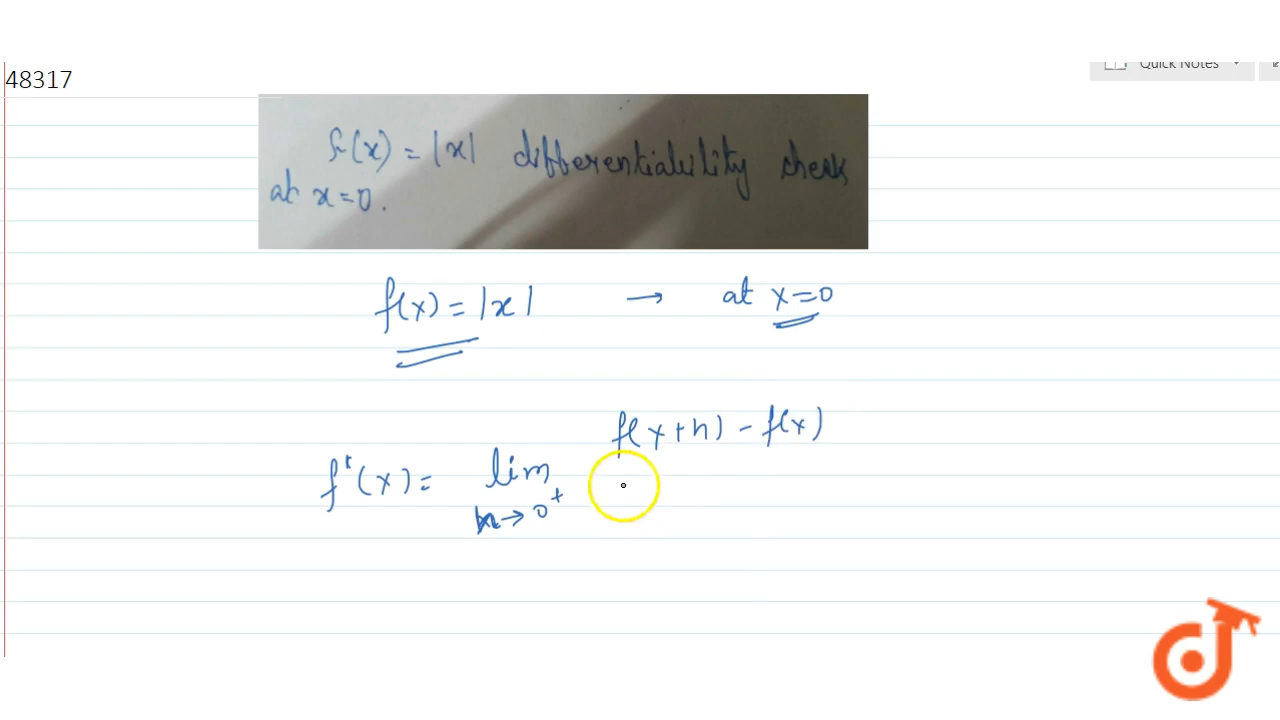 Quick Notes
48317
f(x) = |x| differentiability check
at x=0.
f(x) = |x| → at x=0
f(x+h) - f(x)
f'(x) = lim
h→0+